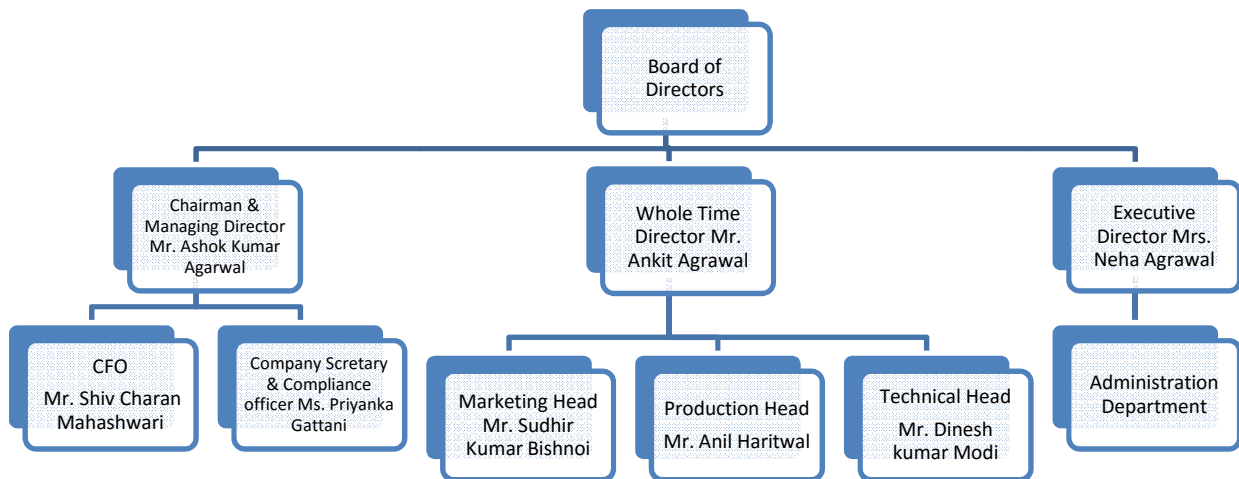 Board of
Directors
Chairman &
Managing Director
Mr. Ashok Kumar
Agarwal
Whole Time
Director Mr.
Ankit Agrawal
Executive
Director Mrs.
Neha Agrawal
CFO
Mr. Shiv Charan
Mahashwari
Company Scretary
& Compliance
officer Ms. Priyanka
Gattani
Marketing Head
Mr. Sudhir
Kumar Bishnoi
Production Head
Mr. Anil Haritwal
Technical Head
Mr. Dinesh
kumar Modi
Administration
Department